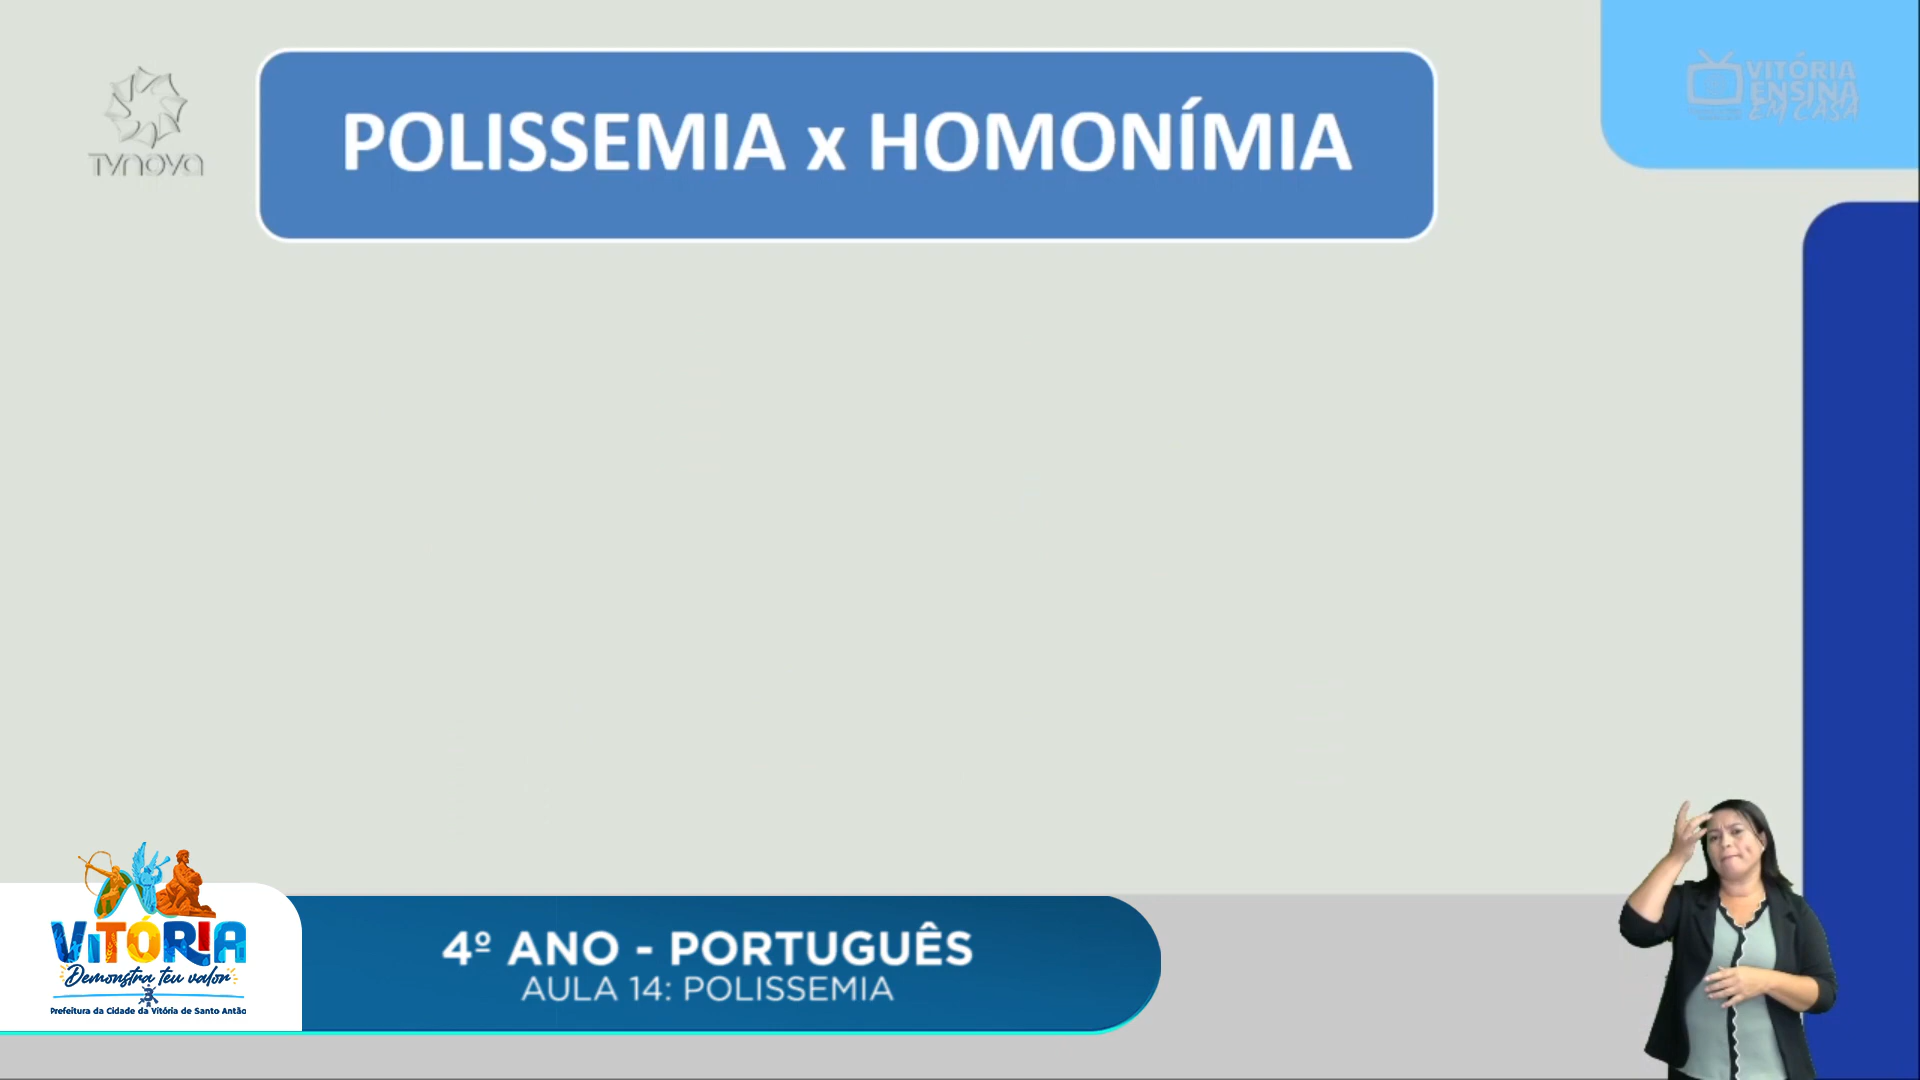 VITÓRIA
ENSINA
EM CASA
POLISSEMIA x HOMONÍMIA
TVNOVA
VITÓRIA
Demonstra teu valor
Prefeitura da Cidade da Vitória de Santo Antão
4º ANO - PORTUGUÊS
AULA 14: POLISSEMIA